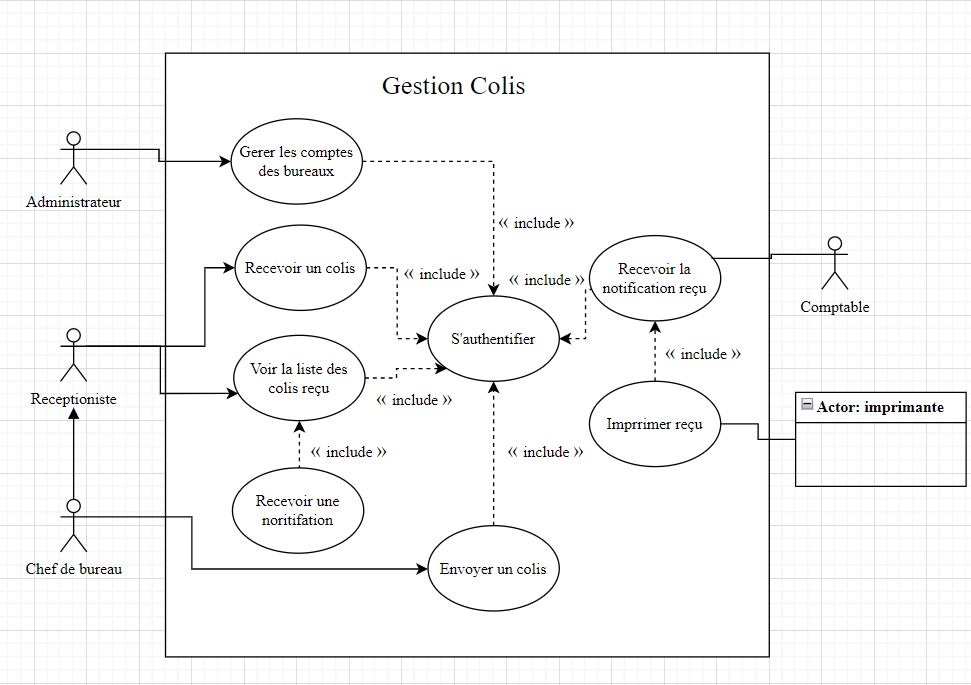 Gestion Colis
Administrateur
Gerer les comptes
des bureaux
<< include >>
Receptioniste
Recevoir un colis
<< include >>
Voir la liste des
colis reçu
<< include >>
<< include >>
Recevoir une
noritifation
S'authentifier
<< include >>
Recevoir la
notification reçu
Comptable
<< include >>
Imprrimer reçu
Actor: imprimante
<< include >>
Chef de bureau
Envoyer un colis